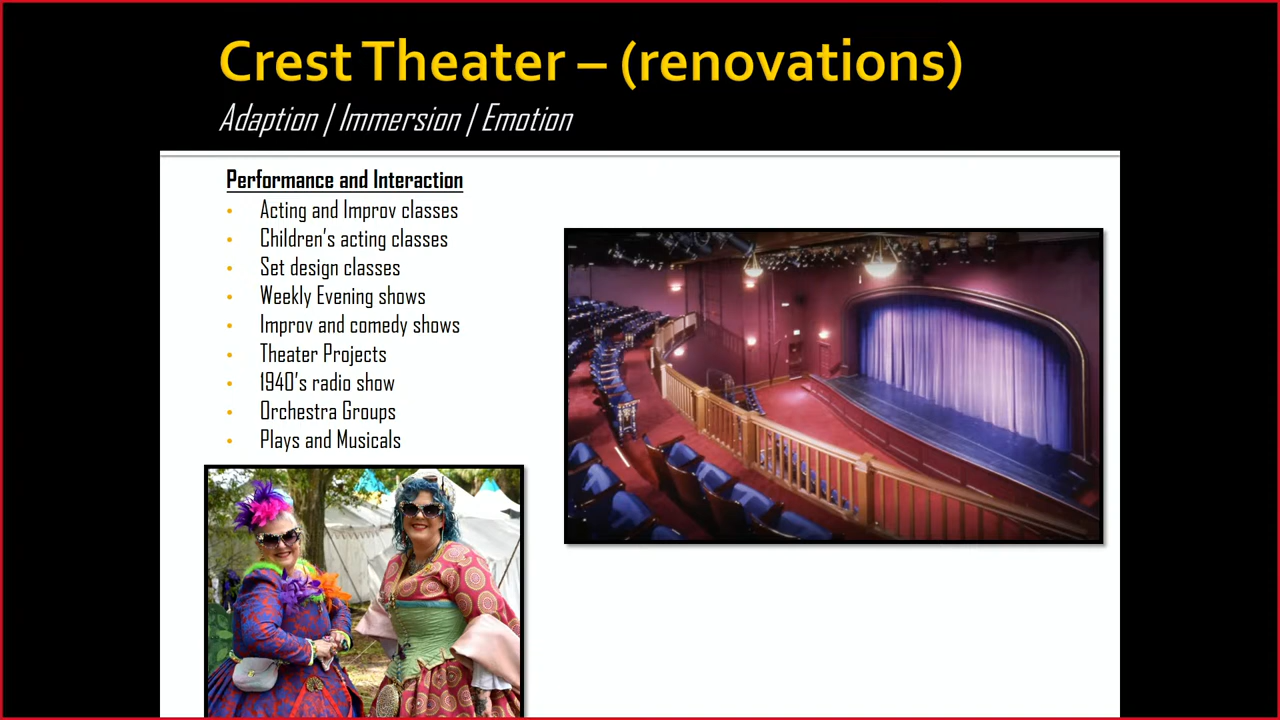 Crest Theater – (renovations)
Adaption | Immersion | Emotion
Performance and Interaction
• Acting and Improv classes
• Children's acting classes
• Set design classes
• Weekly Evening shows
• Improv and comedy shows
• Theater Projects
• 1940's radio show
• Orchestra Groups
• Plays and Musicals